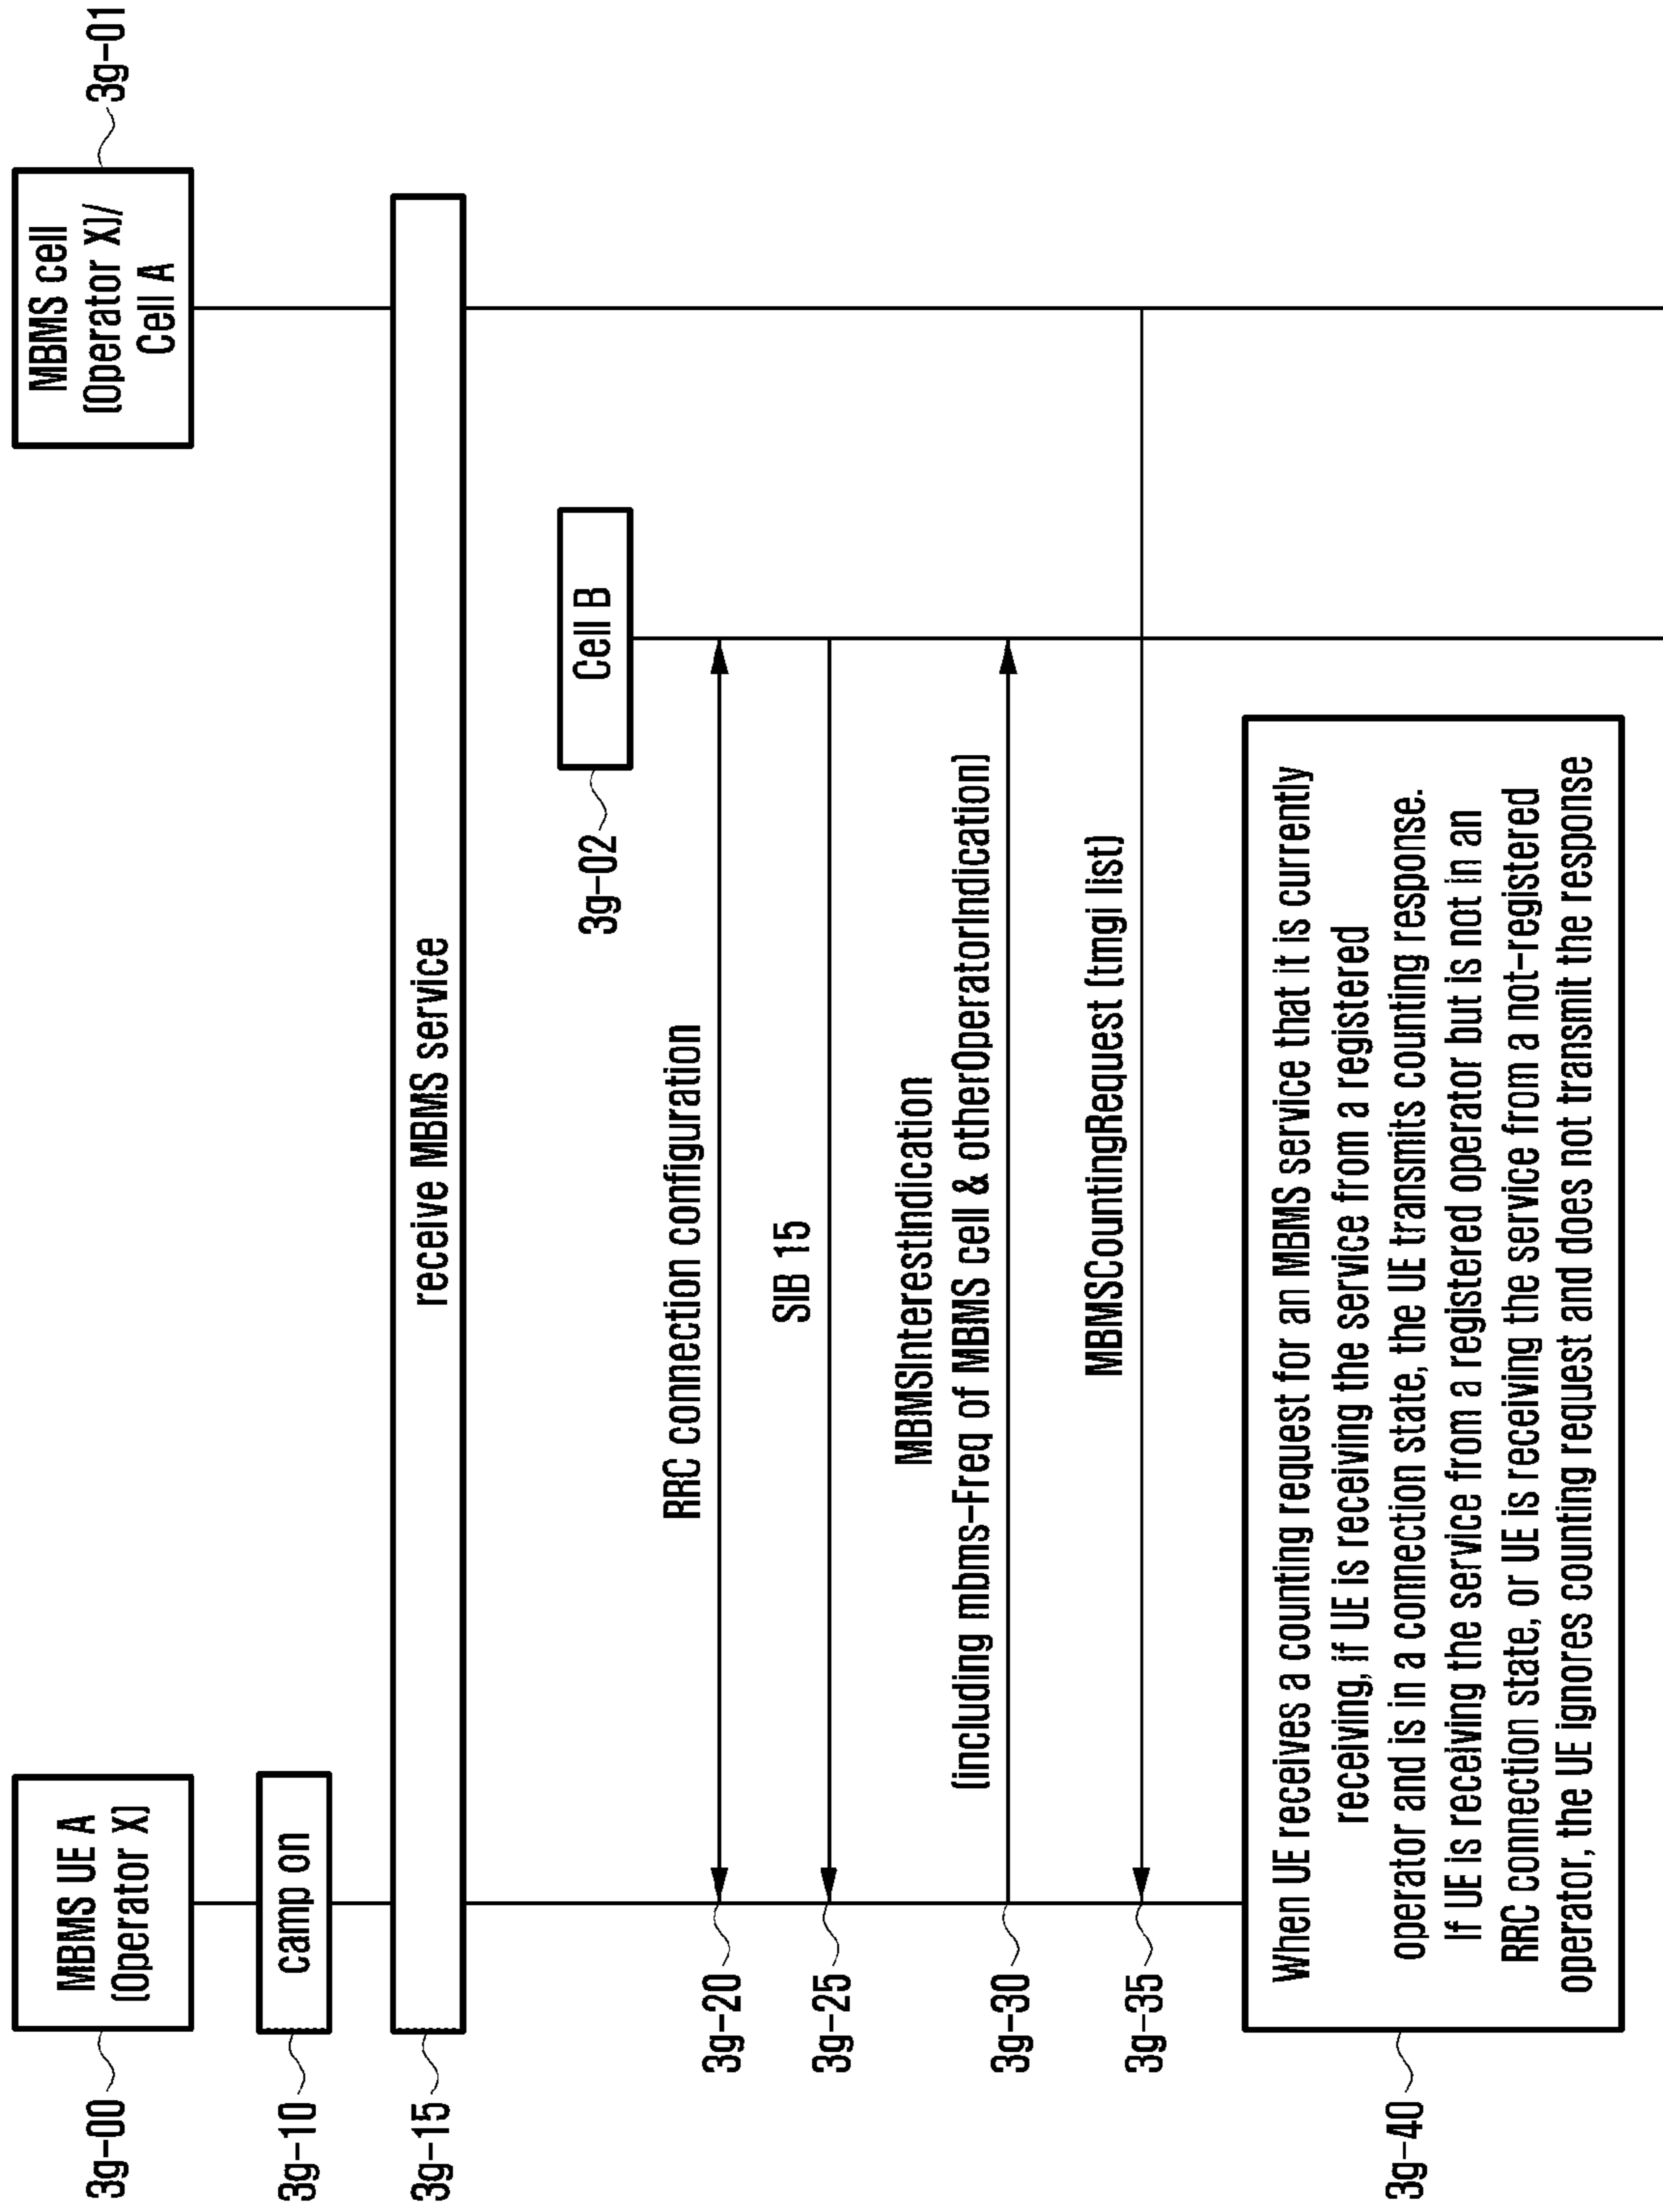 3g-00
MBMS UE A
(Operator X)
MBMS cell
(Operator X)/
Cell A
3g-01
3g-10
camp on
3g-15
receive MBMS service
3g-02
Cell B
RRC connection configuration
3g-20
SIB 15
3g-25
MBMSInterestIndication
(including mbms-Freq of MBMS cell & otherOperatorIndication)
3g-30
MBMSCountingRequest (tmgi list)
3g-35
When UE receives a counting request for an MBMS service that it is currently
receiving, if UE is receiving the service from a registered
operator and is in a connection state, the UE transmits counting response.
If UE is receiving the service from a registered operator but is not in an
RRC connection state, or UE is receiving the service from a not-registered
operator, the UE ignores counting request and does not transmit the response
3g-40